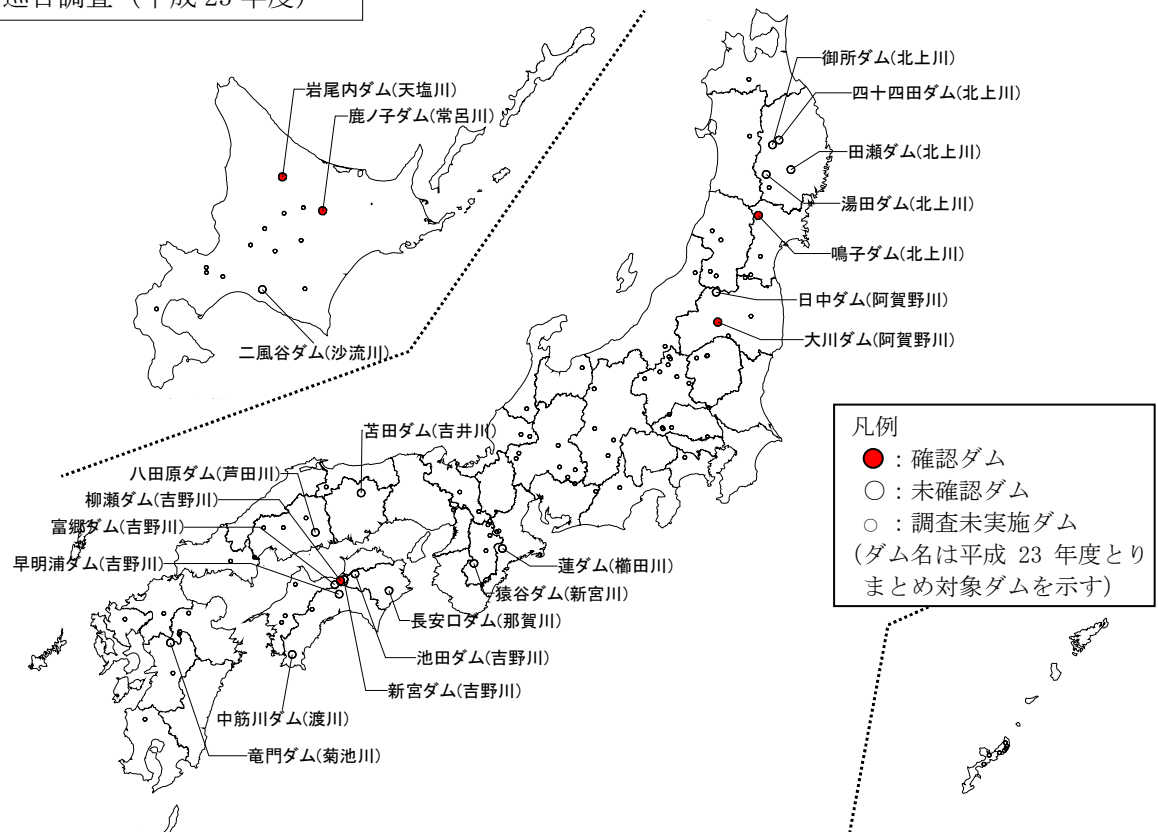 巡目調査（平成 23 年度）
岩尾内ダム(天塩川)
鹿ノ子ダム(常呂川)
二風谷ダム(沙流川)
御所ダム(北上川)
四十四田ダム(北上川)
田瀬ダム(北上川)
湯田ダム(北上川)
鳴子ダム(北上川)
日中ダム(阿賀野川)
大川ダム(阿賀野川)
苫田ダム(吉井川)
八田原ダム(芦田川)
柳瀬ダム(吉野川)
富郷ダム(吉野川)
早明浦ダム(吉野川)
蓮ダム(櫛田川)
猿谷ダム(新宮川)
長安口ダム(那賀川)
池田ダム(吉野川)
新宮ダム(吉野川)
中筋川ダム(渡川)
竜門ダム(菊池川)
凡例
：確認ダム
○：未確認ダム
○：調査未実施ダム
(ダム名は平成 23 年度とり
まとめ対象ダムを示す)